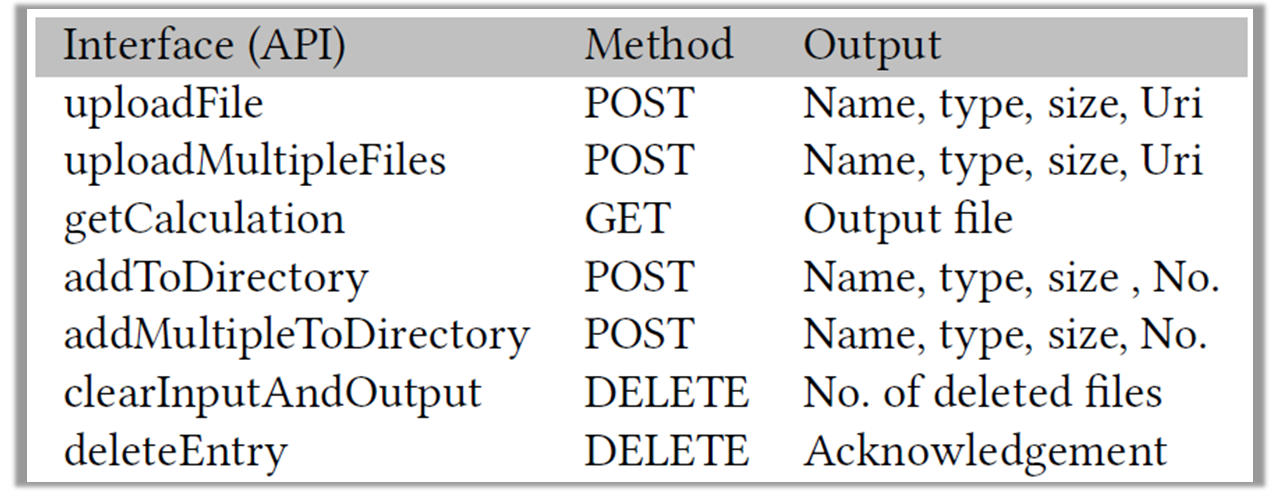 Interface (API) Method Output
uploadFile POST Name, type, size, Uri
uploadMultipleFiles POST Name, type, size, Uri
getCalculation GET Output file
addToDirectory POST Name, type, size , No.
addMultipleToDirectory POST Name, type, size, No.
clearInputAndOutput DELETE No. of deleted files
deleteEntry DELETE Acknowledgement